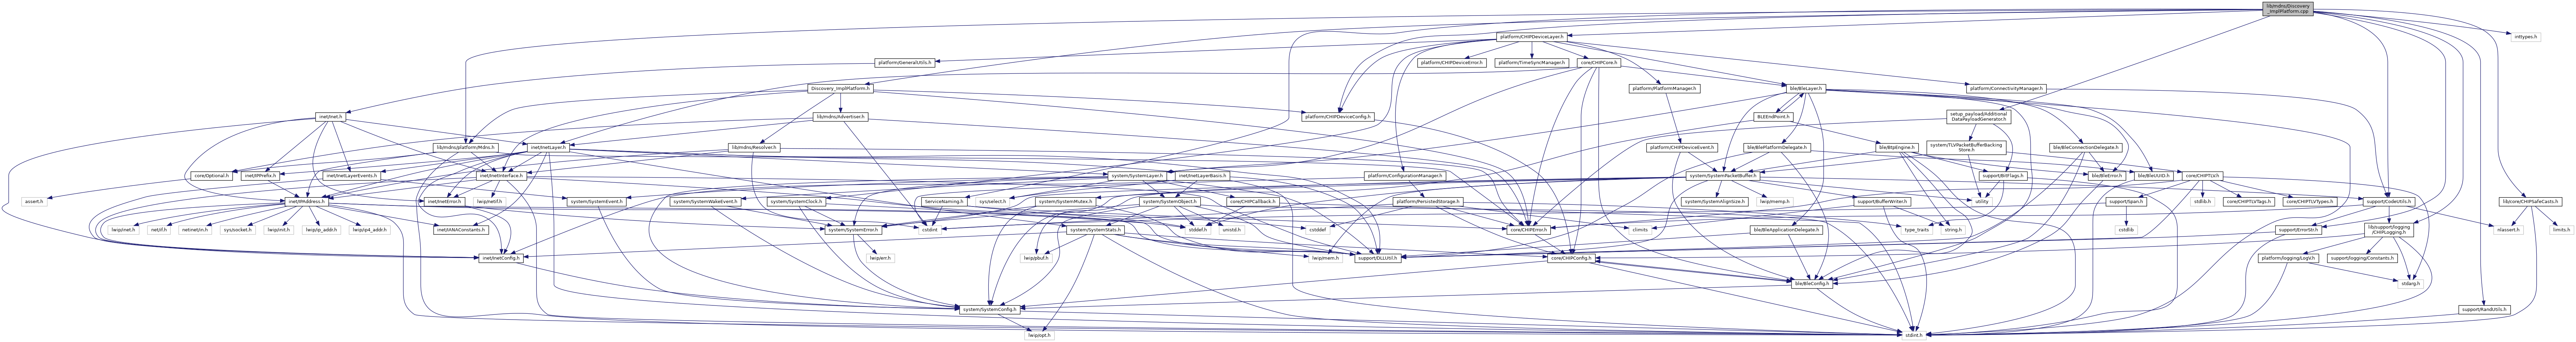 lib/mdns/Discovery
_ImplPlatform.cpp
inttypes.h
platform/CHIPDeviceLayer.h
platform/GeneralUtils.h
platform/CHIPDeviceError.h
platform/TimeSyncManager.h
core/CHIPCore.h
Discovery_ImplPlatform.h
platform/PlatformManager.h
ble/BleLayer.h
platform/ConnectivityManager.h
inet/Inet.h
lib/mdns/Advertiser.h
platform/CHIPDeviceConfig.h
BLEEndPoint.h
setup_payload/Additional
DataPayloadGenerator.h
lib/mdns/platform/Mdns.h
inet/InetLayer.h
lib/mdns/Resolver.h
platform/CHIPDeviceEvent.h
ble/BlePlatformDelegate.h
ble/BtpEngine.h
system/TLVPacketBufferBacking
Store.h
ble/BleConnectionDelegate.h
core/Optional.h
inet/IPPrefix.h
inet/InetLayerEvents.h
inet/InetInterface.h
system/SystemLayer.h
inet/InetLayerBasis.h
platform/ConfigurationManager.h
system/SystemPacketBuffer.h
support/BitFlags.h
ble/BleError.h
ble/BleUUID.h
core/CHIPTLV.h
assert.h
inet/IPAddress.h
inet/InetError.h
lwip/netif.h
system/SystemEvent.h
system/SystemWakeEvent.h
system/SystemClock.h
ServiceNaming.h
sys/select.h
system/SystemMutex.h
system/SystemObject.h
core/CHIPCallback.h
platform/PersistedStorage.h
system/SystemAlignSize.h
lwip/memp.h
support/BufferWriter.h
utility
support/Span.h
stdlib.h
core/CHIPTLVTags.h
core/CHIPTLVTypes.h
support/CodeUtils.h
lib/core/CHIPSafeCasts.h
lwip/inet.h
net/if.h
netinet/in.h
sys/socket.h
lwip/init.h
lwip/ip_addr.h
lwip/ip4_addr.h
inet/IANAConstants.h
system/SystemError.h
cstdint
system/SystemStats.h
stddef.h
unistd.h
cstddef
core/CHIPError.h
climits
ble/BleApplicationDelegate.h
type_traits
string.h
cstdlib
support/ErrorStr.h
lib/support/logging
/CHIPLogging.h
nlassert.h
limits.h
inet/InetConfig.h
lwip/err.h
lwip/pbuf.h
lwip/mem.h
support/DLLUtil.h
core/CHIPConfig.h
platform/logging/LogV.h
support/logging/Constants.h
ble/BleConfig.h
stdarg.h
system/SystemConfig.h
support/RandUtils.h
lwip/opt.h
stdint.h